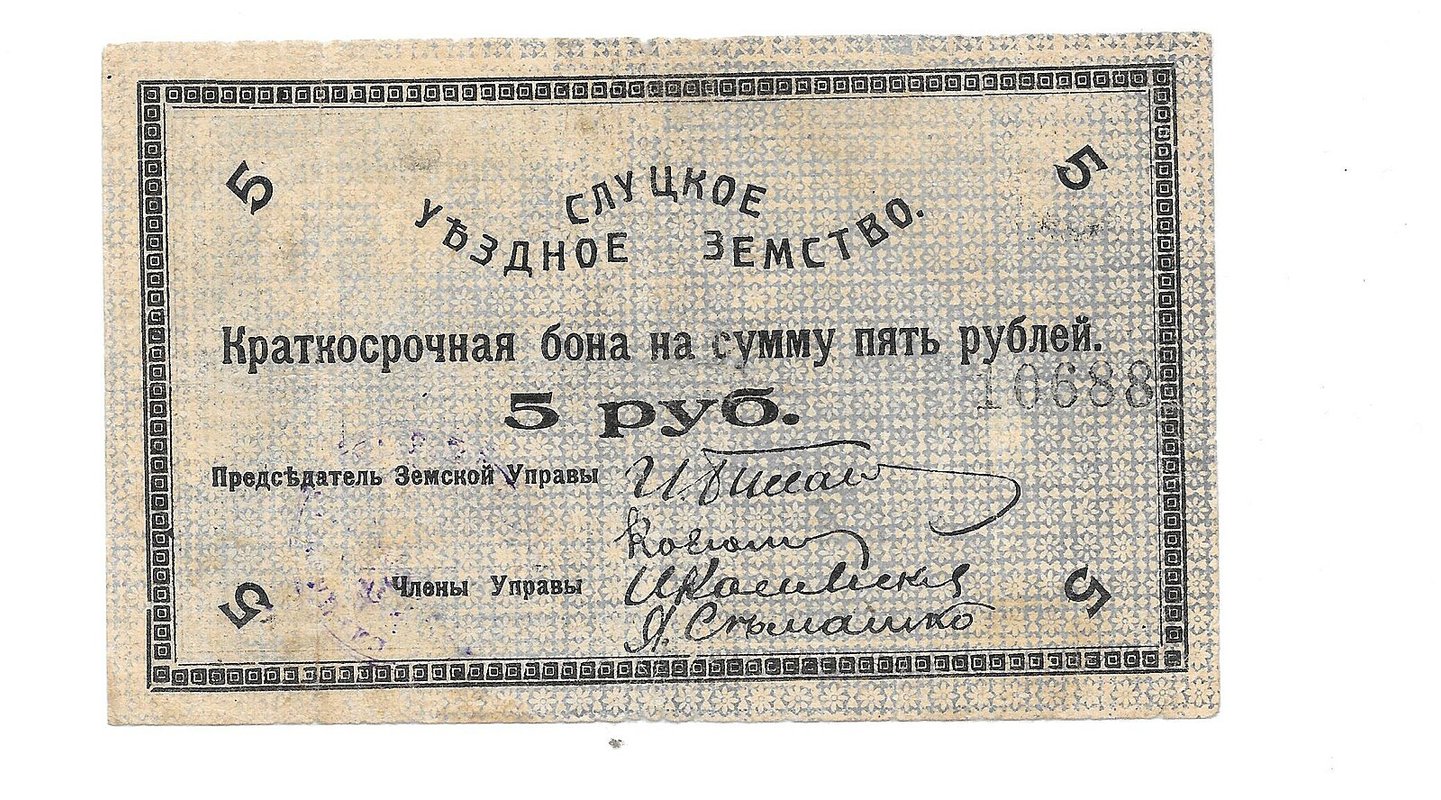 5 5
СЛУЦКОЕ
УѢЗДНОЕ ЗЕМСТВО.
Краткосрочная бона на сумму пять рублей.
10688
5 руб.
Предсѣдатель Земской Управы
Члены Управы
5 5